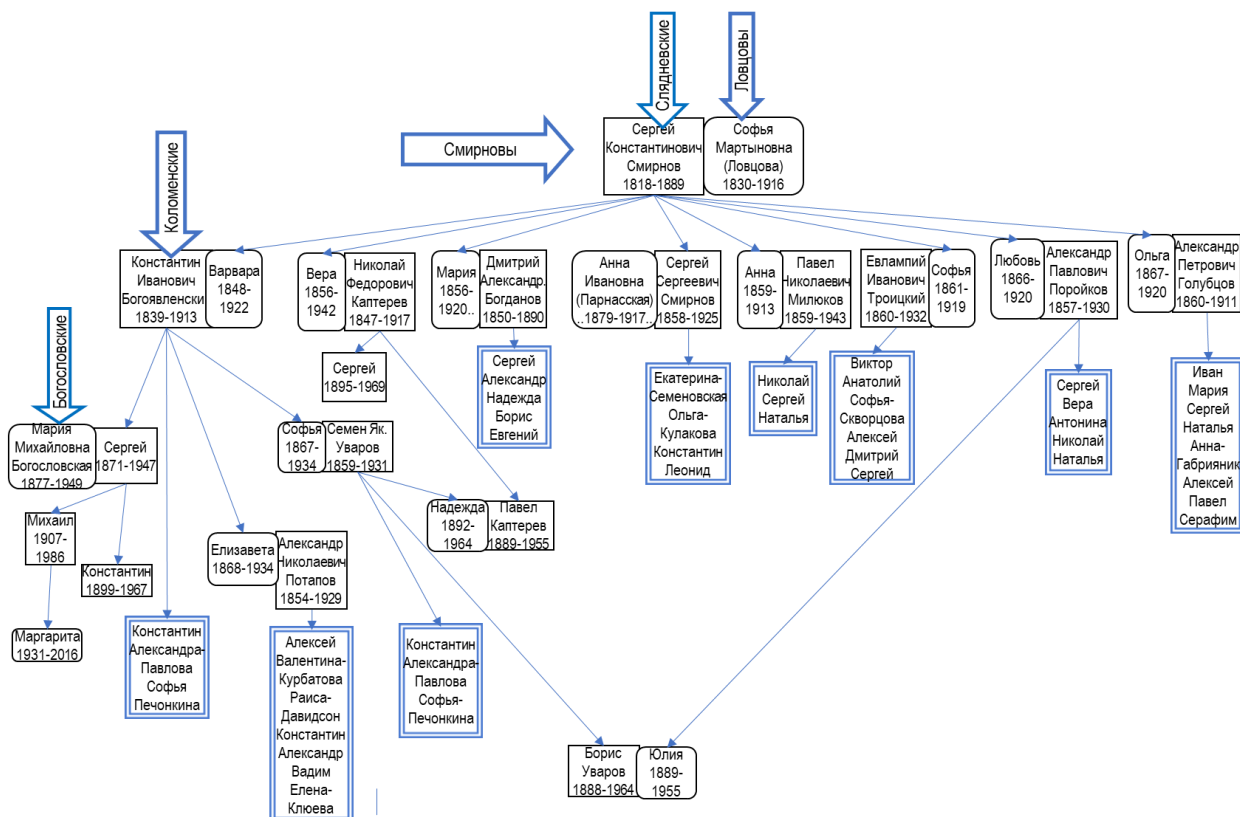 Слядневские
Ловцовы
Коломенские
Смирновы
Сергей
Константинович
Смирнов
1818-1889
Софья
Мартыновна
(Ловцова)
1830-1916
Константин
Иванович
Богоявленски
1839-1913
Варвара
1848-
1922
Вера
1856-
1942
Николай
Федорович
Каптерев
1847-1917
Мария
1856-
1920..
Дмитрий
Александр.
Богданов
1850-1890
Анна
Ивановна
(Парнасская)
..1879-1917..
Сергей
Сергеевич
Смирнов
1858-1925
Анна
1859-
1913
Павел
Николаевич
Милюков
1859-1943
Евлампий
Иванович
Троицкий
1860-1932
Софья
1861-
1919
Любовь
1866-
1920
Александр
Павлович
Поройков
1857-1930
Ольга
1867-
1920
Александр
Петрович
Голубцов
1860-1911
Богословские
Сергей
1895-1969
Сергей
Александр
Надежда
Борис
Евгений
Екатерина-
Семеновская
Ольга-
Кулакова
Константин
Леонид
Николай
Сергей
Наталья
Виктор
Анатолий
Софья-
Скворцова
Алексей
Дмитрий
Сергей
Сергей
Вера
Антонина
Николай
Наталья
Иван
Мария
Сергей
Наталья
Анна-
Габрияник
Алексей
Павел
Серафим
Мария
Михайловна
Богословская
1877-1949
Сергей
1871-1947
Софья
1867-
1934
Семен Як.
Уваров
1859-1931
Надежда
1892-
1964
Павел
Каптерев
1889-1955
Михаил
1907-
1986
Константин
1899-1967
Елизавета
1868-1934
Александр
Николаевич
Потапов
1854-1929
Маргарита
1931-2016
Константин
Александра-
Павлова
Софья
Печонкина
Алексей
Валентина-
Курбатова
Раиса-
Давидсон
Константин
Александр
Вадим
Елена-
Клюева
Константин
Александра-
Павлова
Софья-
Печонкина
Борис
Уваров
1888-1964
Юлия
1889-
1955